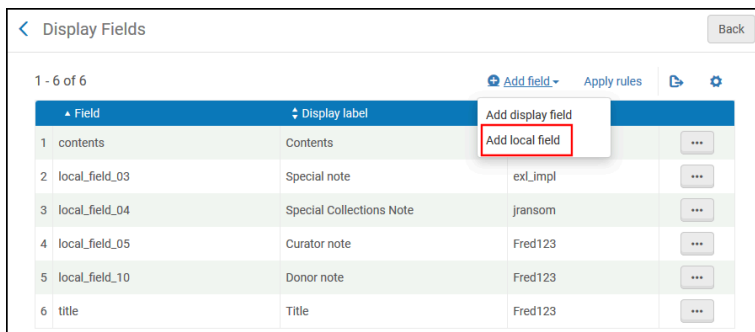 Display Fields
Back
1 - 6 of 6
Add field
Apply rules
Field Display label
Add display field
Add local field
1 contents Contents
2 local_field_03 Special note exl_impl
3 local_field_04 Special Collections Note jransom
4 local_field_05 Curator note Fred123
5 local_field_10 Donor note Fred123
6 title Title Fred123